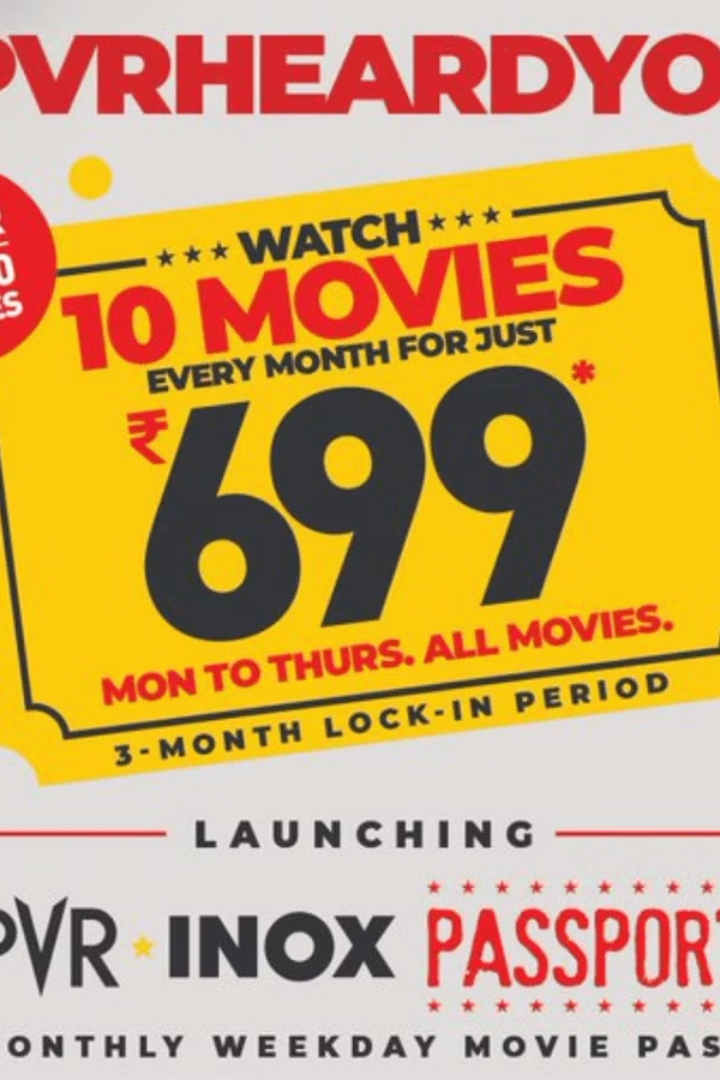 PVRHEARDYO
★★★ WATCH ★★★
10 MOVIES
EVERY MONTH FOR JUST
₹699*
MON TO THURS. ALL MOVIES.
3-MONTH LOCK-IN PERIOD
LAUNCHING
PVR ★ INOX PASSPORT
ONTHLY WEEKDAY MOVIE PAS